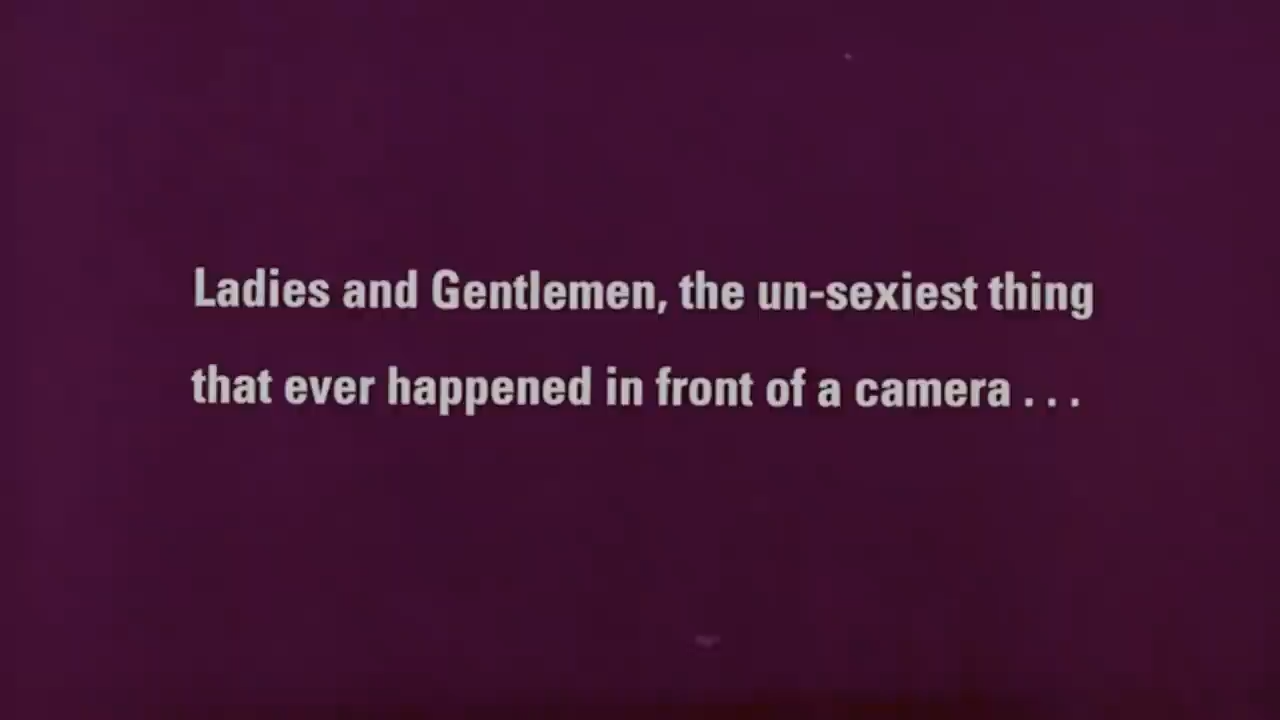 Ladies and Gentlemen, the un-sexiest thing
that ever happened in front of a camera . . .